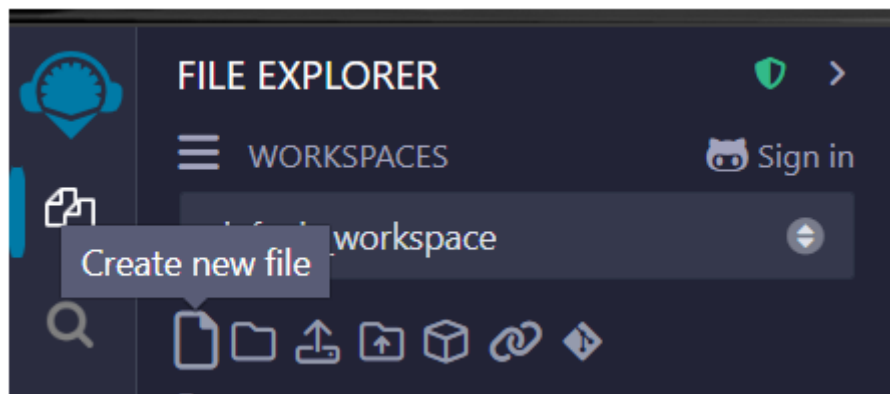 FILE EXPLORER
WORKSPACES
Sign in
workspace
Create new file